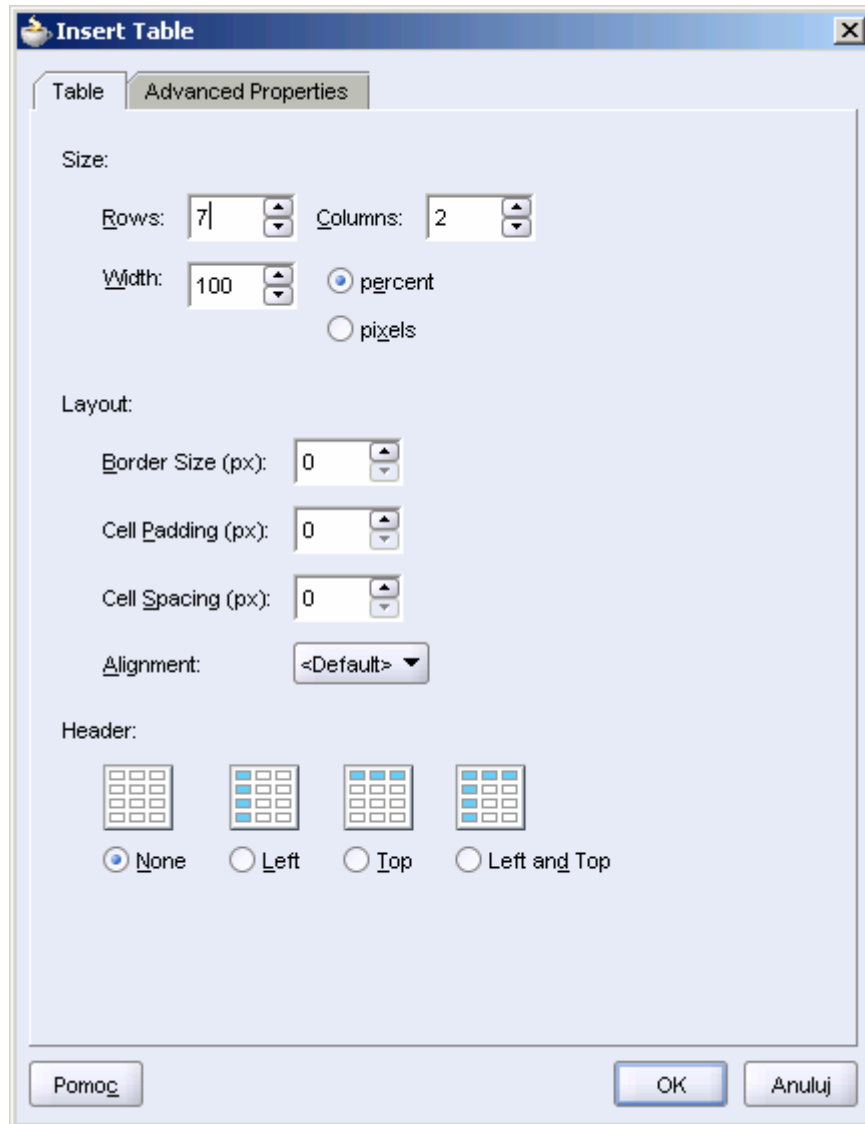 Insert Table
Table Advanced Properties
Size:
Rows: 7 Columns: 2
Width: 100 percent
pixels
Layout:
Border Size (px): 0
Cell Padding (px): 0
Cell Spacing (px): 0
Alignment: <Default>
Header:
None Left Top Left and Top
Pomoc OK Anuluj